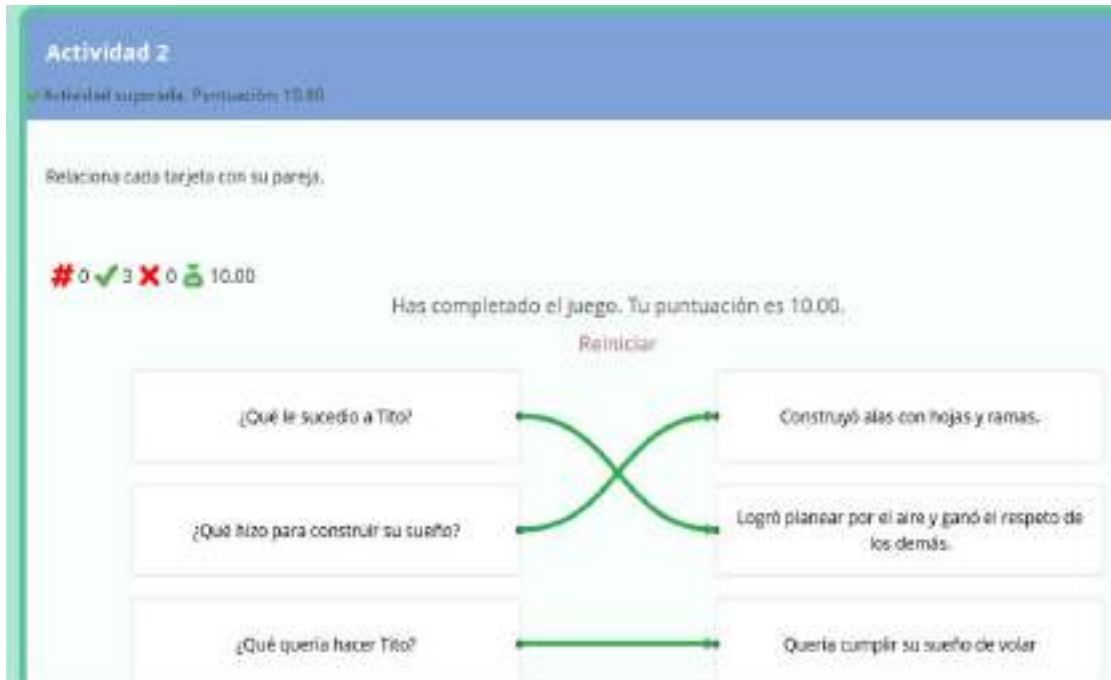 Actividad 2
Actividad superada. Puntuación: 10.00
Relaciona cada tarjeta con su pareja.
0 3 0 10.00
Has completado el juego. Tu puntuación es 10.00.
Reiniciar
¿Qué le sucedio a Tito?
Construyó alas con hojas y ramas.
¿Qué hizo para construir su sueño?
Logró planear por el aire y ganó el respeto de
los demás.
¿Qué quería hacer Tito?
Quería cumplir su sueño de volar